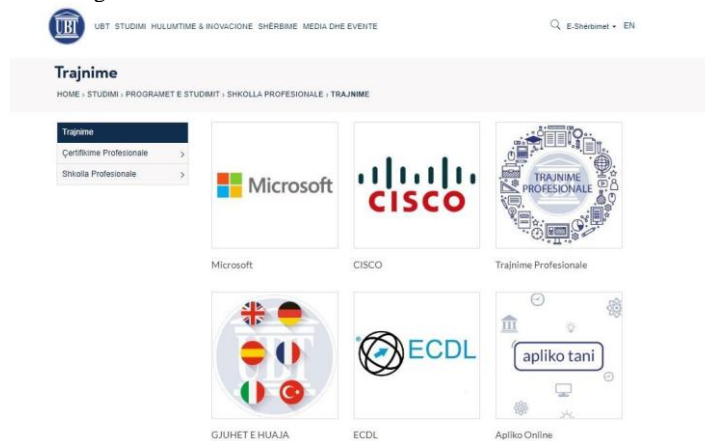 UBT
UBT STUDIMI HULUMTIME & INOVACIONE SHËRBIME MEDIA DHE EVENTE
E-Shërbimet
EN
Trajnime
HOME › STUDIMI › PROGRAMET E STUDIMIT › SHKOLLA PROFESIONALE › TRAJNIME
Trajnime
Çertifikime Profesionale
Shkolla Profesionale
Microsoft
CISCO
TRAJNIME
PROFESIONALE
Microsoft
CISCO
Trajnime Profesionale
UBT
ECDL
apliko tani
GJUHET E HUAJA
ECDL
Apliko Online